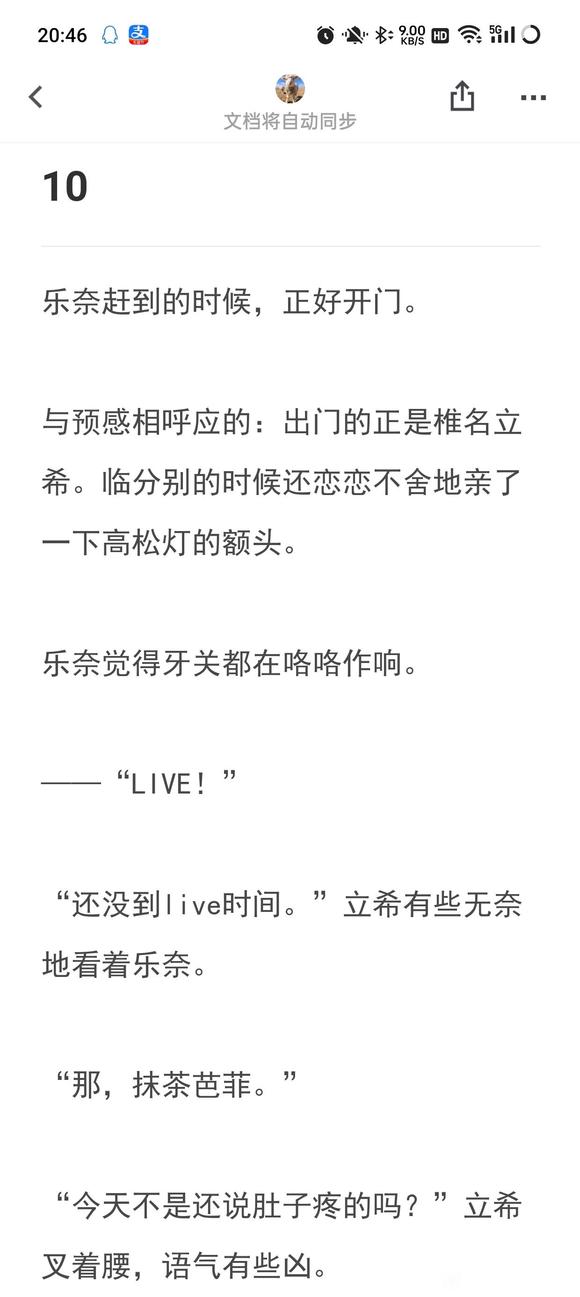 20:46
9.00
KB/S
HD
5G
文档将自动同步
10
乐奈赶到的时候，正好开门。
与预感相呼应的：出门的正是椎名立
希。临分别的时候还恋恋不舍地亲了
一下高松灯的额头。
乐奈觉得牙关都在咯咯作响。
——“LIVE！”
“还没到live时间。”立希有些无奈
地看着乐奈。
“那，抹茶芭菲。”
“今天不是还说肚子疼的吗？”立希
叉着腰，语气有些凶。